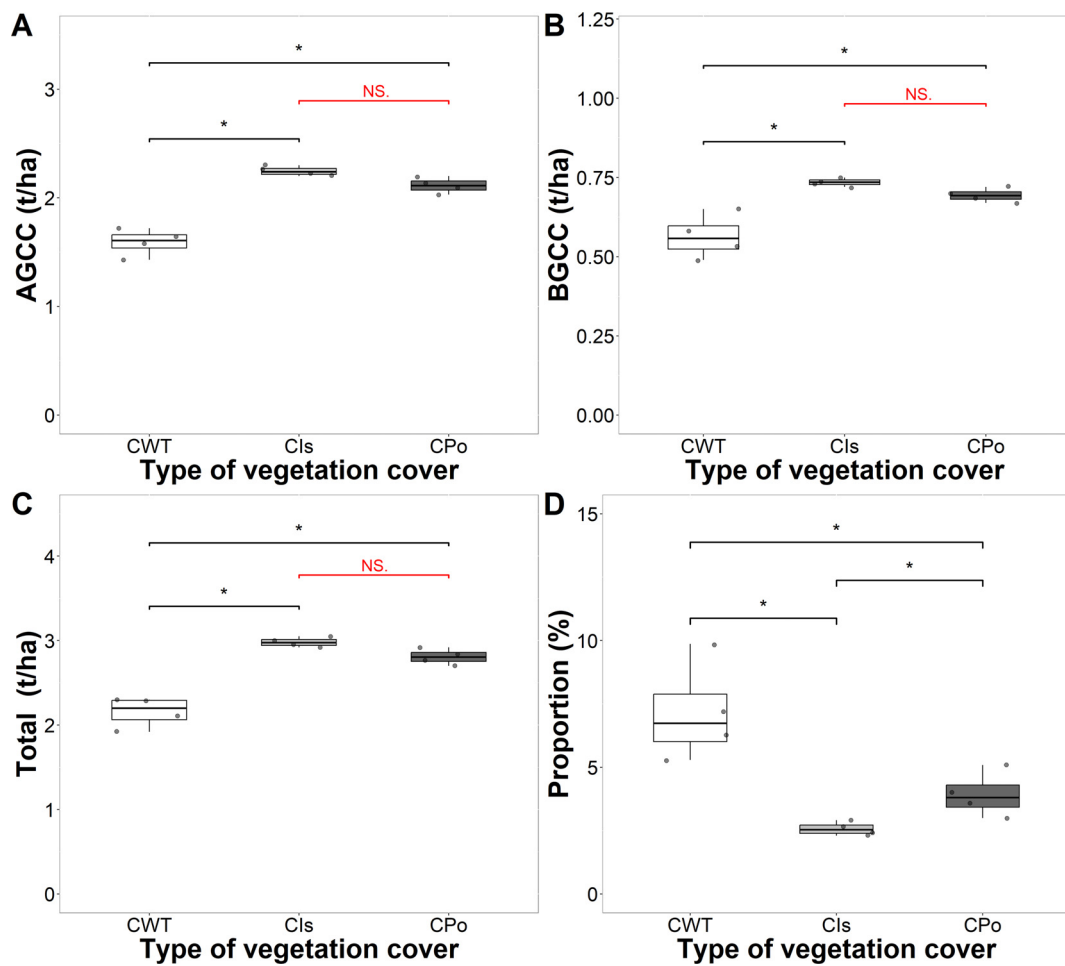 A
AGCC (t/ha)
3
2
1
0
*
NS.
*
CWT CIs CPo
Type of vegetation cover
B
BGCC (t/ha)
1.25
1.00
0.75
0.50
0.25
0.00
*
NS.
*
CWT CIs CPo
Type of vegetation cover
C
Total (t/ha)
4
3
2
1
0
*
NS.
*
CWT CIs CPo
Type of vegetation cover
D
Proportion (%)
15
10
5
0
*
*
*
CWT CIs CPo
Type of vegetation cover